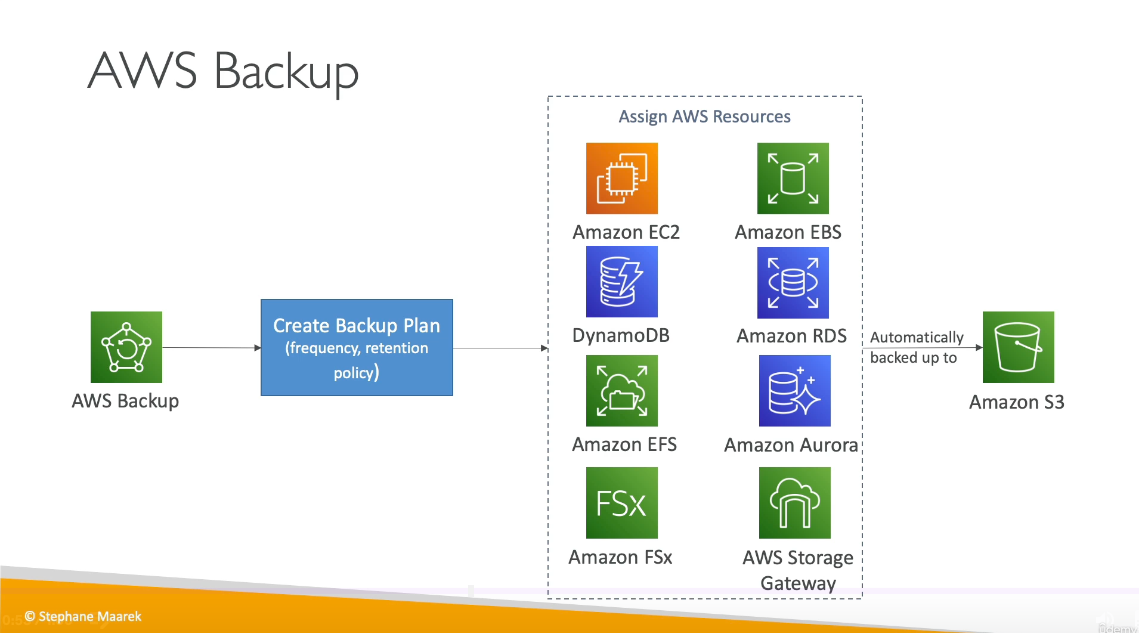 AWS Backup
Assign AWS Resources
Amazon EC2
Amazon EBS
DynamoDB
Amazon RDS
Create Backup Plan
(frequency, retention
policy)
Automatically
backed up to
AWS Backup
Amazon S3
Amazon EFS
Amazon Aurora
FSx
Amazon FSx
AWS Storage
Gateway
© Stephane Maarek